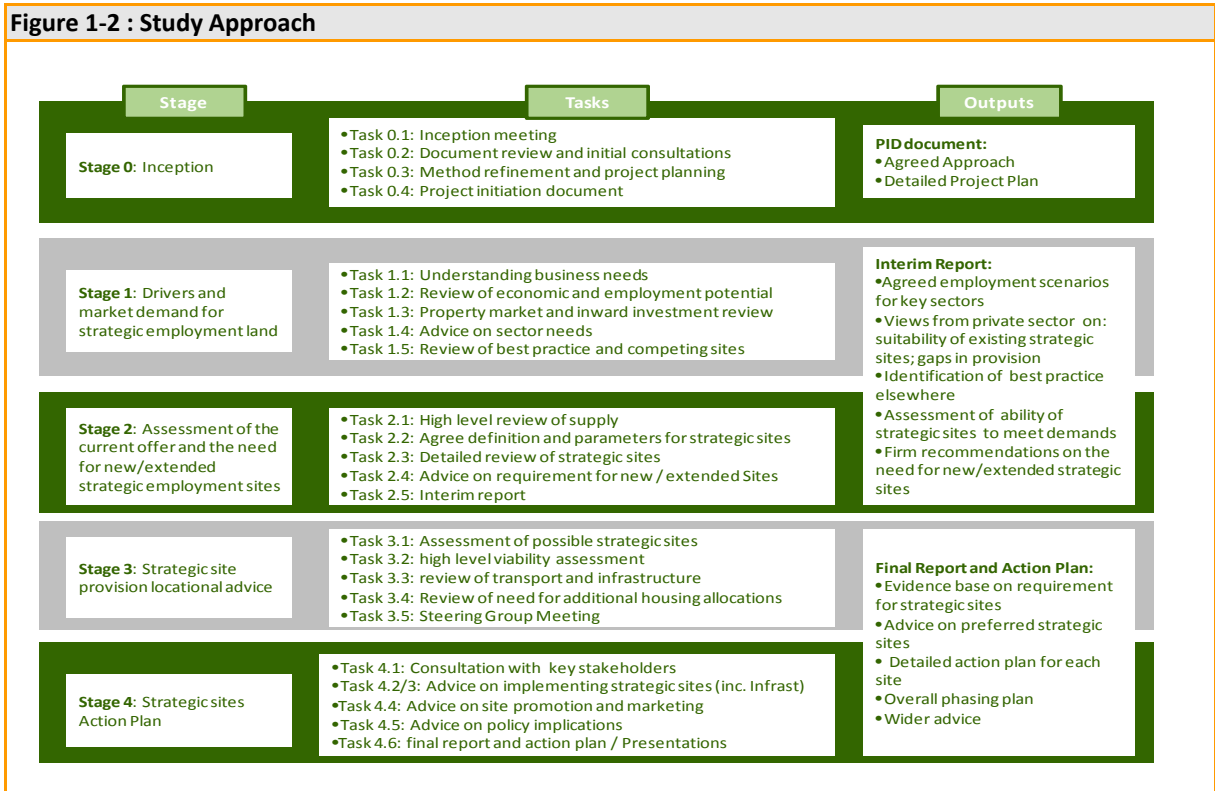 Figure 1-2 : Study Approach
Stage
Tasks
Outputs
Stage 0: Inception
•Task 0.1: Inception meeting
•Task 0.2: Document review and initial consultations
•Task 0.3: Method refinement and project planning
•Task 0.4: Project initiation document
PID document:
•Agreed Approach
•Detailed Project Plan
Stage 1: Drivers and
market demand for
strategic employment land
•Task 1.1: Understanding business needs
•Task 1.2: Review of economic and employment potential
•Task 1.3: Property market and inward investment review
•Task 1.4: Advice on sector needs
•Task 1.5: Review of best practice and competing sites
Interim Report:
•Agreed employment scenarios
for key sectors
•Views from private sector on:
suitability of existing strategic
sites; gaps in provision
•Identification of best practice
elsewhere
•Assessment of ability of
strategic sites to meet demands
•Firm recommendations on the
need for new/extended strategic
sites
Stage 2: Assessment of the
current offer and the need
for new/extended
strategic employment sites
•Task 2.1: High level review of supply
•Task 2.2: Agree definition and parameters for strategic sites
•Task 2.3: Detailed review of strategic sites
•Task 2.4: Advice on requirement for new / extended Sites
•Task 2.5: Interim report
Stage 3: Strategic site
provision locational advice
•Task 3.1: Assessment of possible strategic sites
•Task 3.2: high level viability assessment
•Task 3.3: review of transport and infrastructure
•Task 3.4: Review of need for additional housing allocations
•Task 3.5: Steering Group Meeting
Final Report and Action Plan:
•Evidence base on requirement
for strategic sites
•Advice on preferred strategic
sites
• Detailed action plan for each
site
•Overall phasing plan
•Wider advice
Stage 4: Strategic sites
Action Plan
•Task 4.1: Consultation with key stakeholders
•Task 4.2/3: Advice on implementing strategic sites (inc. Infrast)
•Task 4.4: Advice on site promotion and marketing
•Task 4.5: Advice on policy implications
•Task 4.6: final report and action plan / Presentations